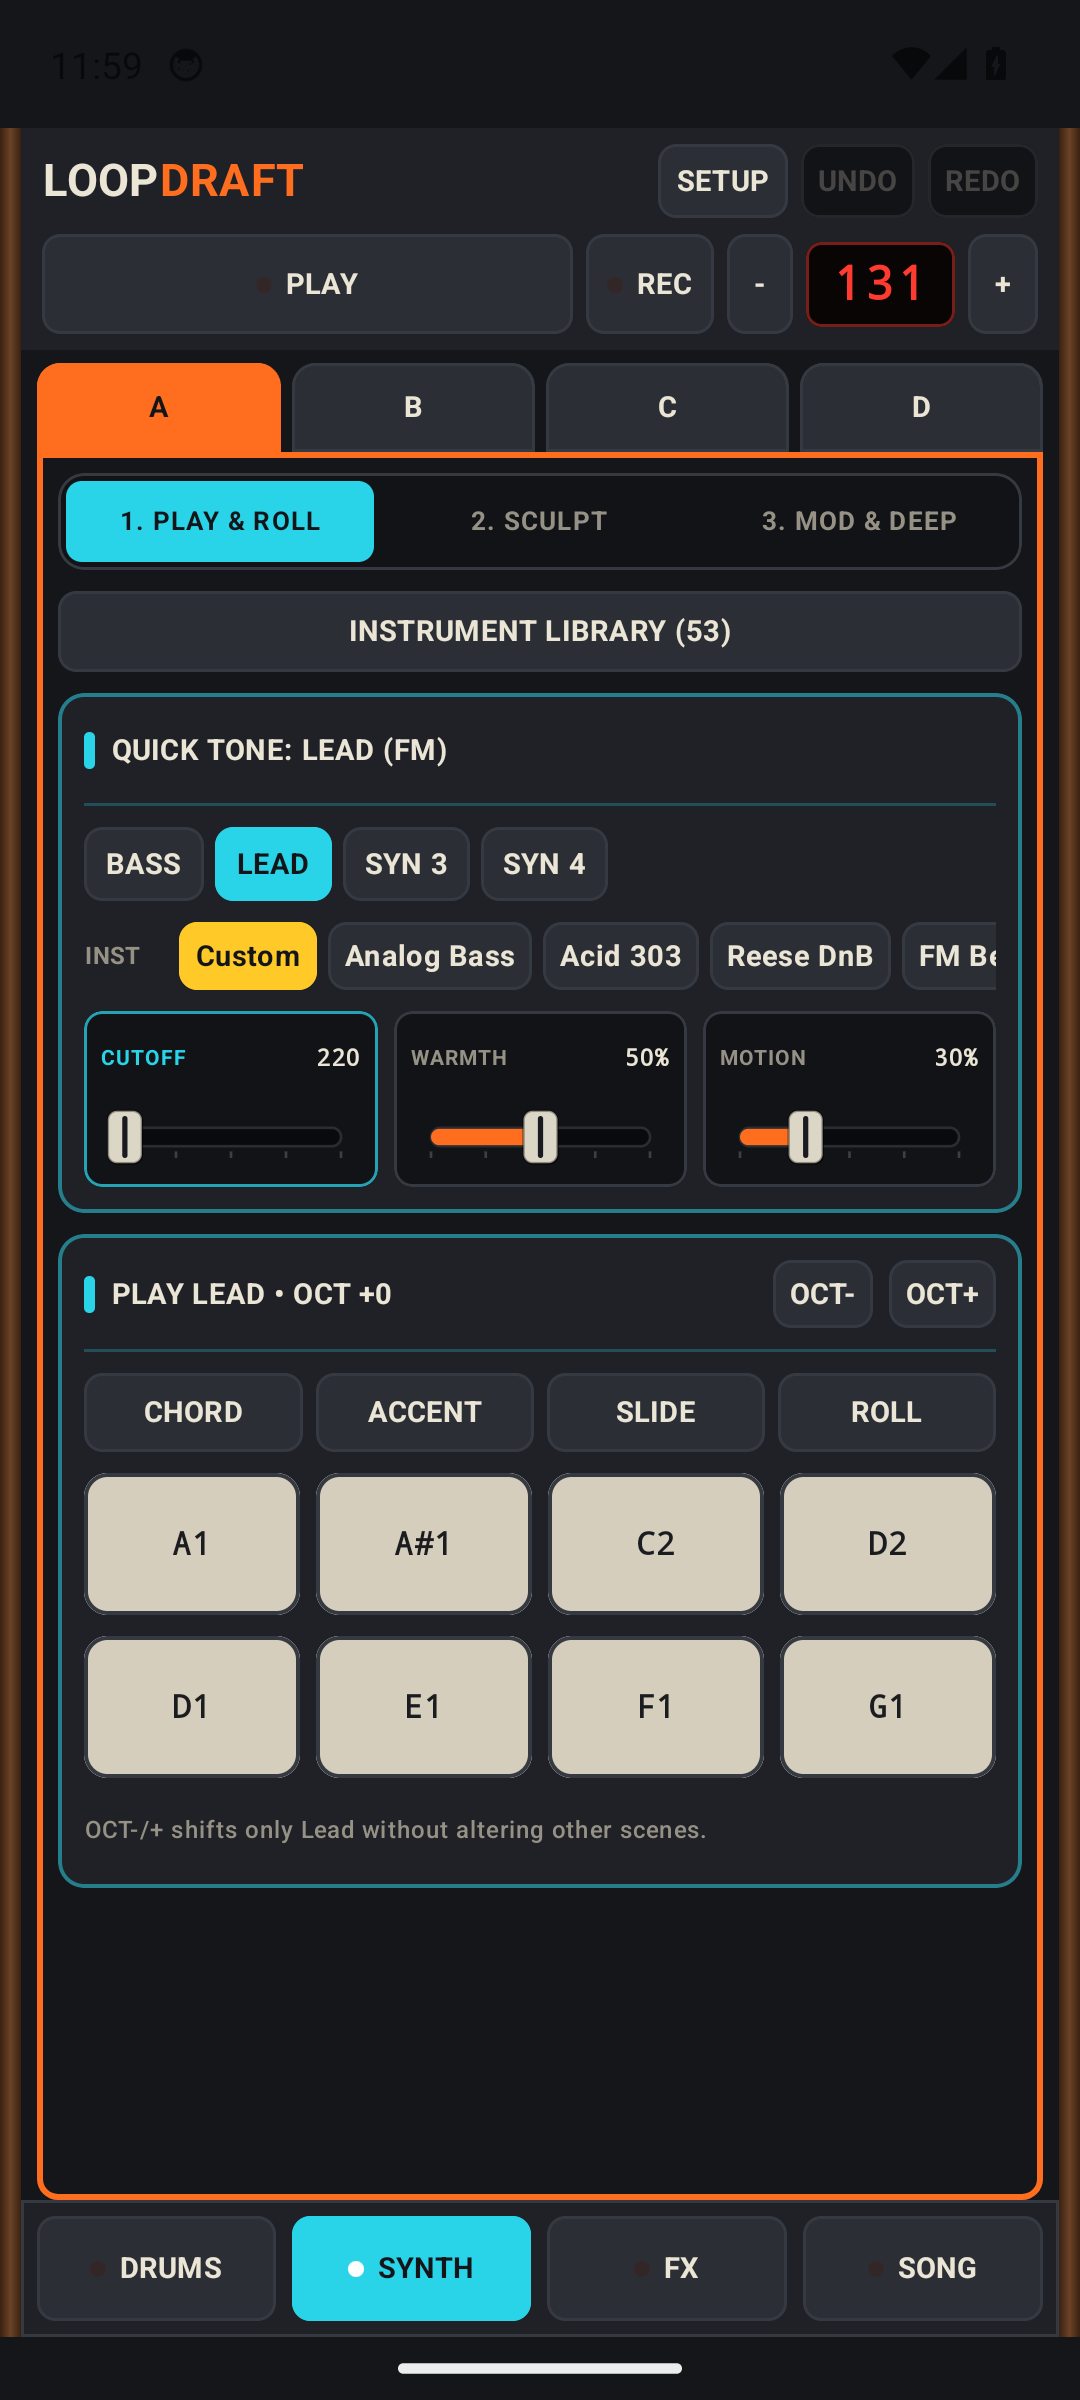 11:59
LOOPDRAFT SETUP UNDO REDO
PLAY REC - 131 +
A B C D
1. PLAY & ROLL 2. SCULPT 3. MOD & DEEP
INSTRUMENT LIBRARY (53)
QUICK TONE: LEAD (FM)
BASS LEAD SYN 3 SYN 4
INST Custom Analog Bass Acid 303 Reese DnB FM Be
CUTOFF 220 WARMTH 50% MOTION 30%
PLAY LEAD • OCT +0 OCT- OCT+
CHORD ACCENT SLIDE ROLL
A1 A#1 C2 D2
D1 E1 F1 G1
OCT-/+ shifts only Lead without altering other scenes.
DRUMS SYNTH FX SONG